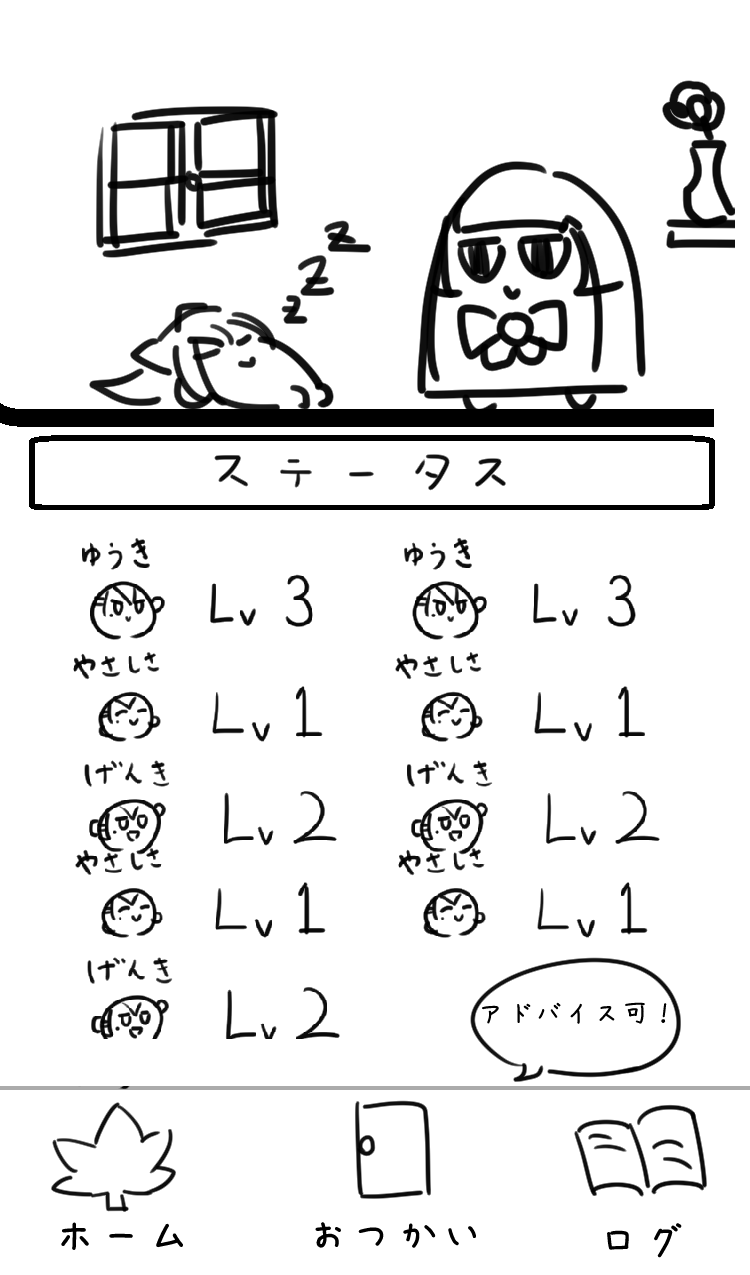 z
z
z
ステータス
ゆうき ゆうき
Lv 3 Lv 3
やさしさ やさしさ
Lv 1 Lv 1
げんき げんき
Lv 2 Lv 2
やさしさ やさしさ
Lv 1 Lv 1
げんき
Lv 2
アドバイス可!
ホーム おつかい ログ